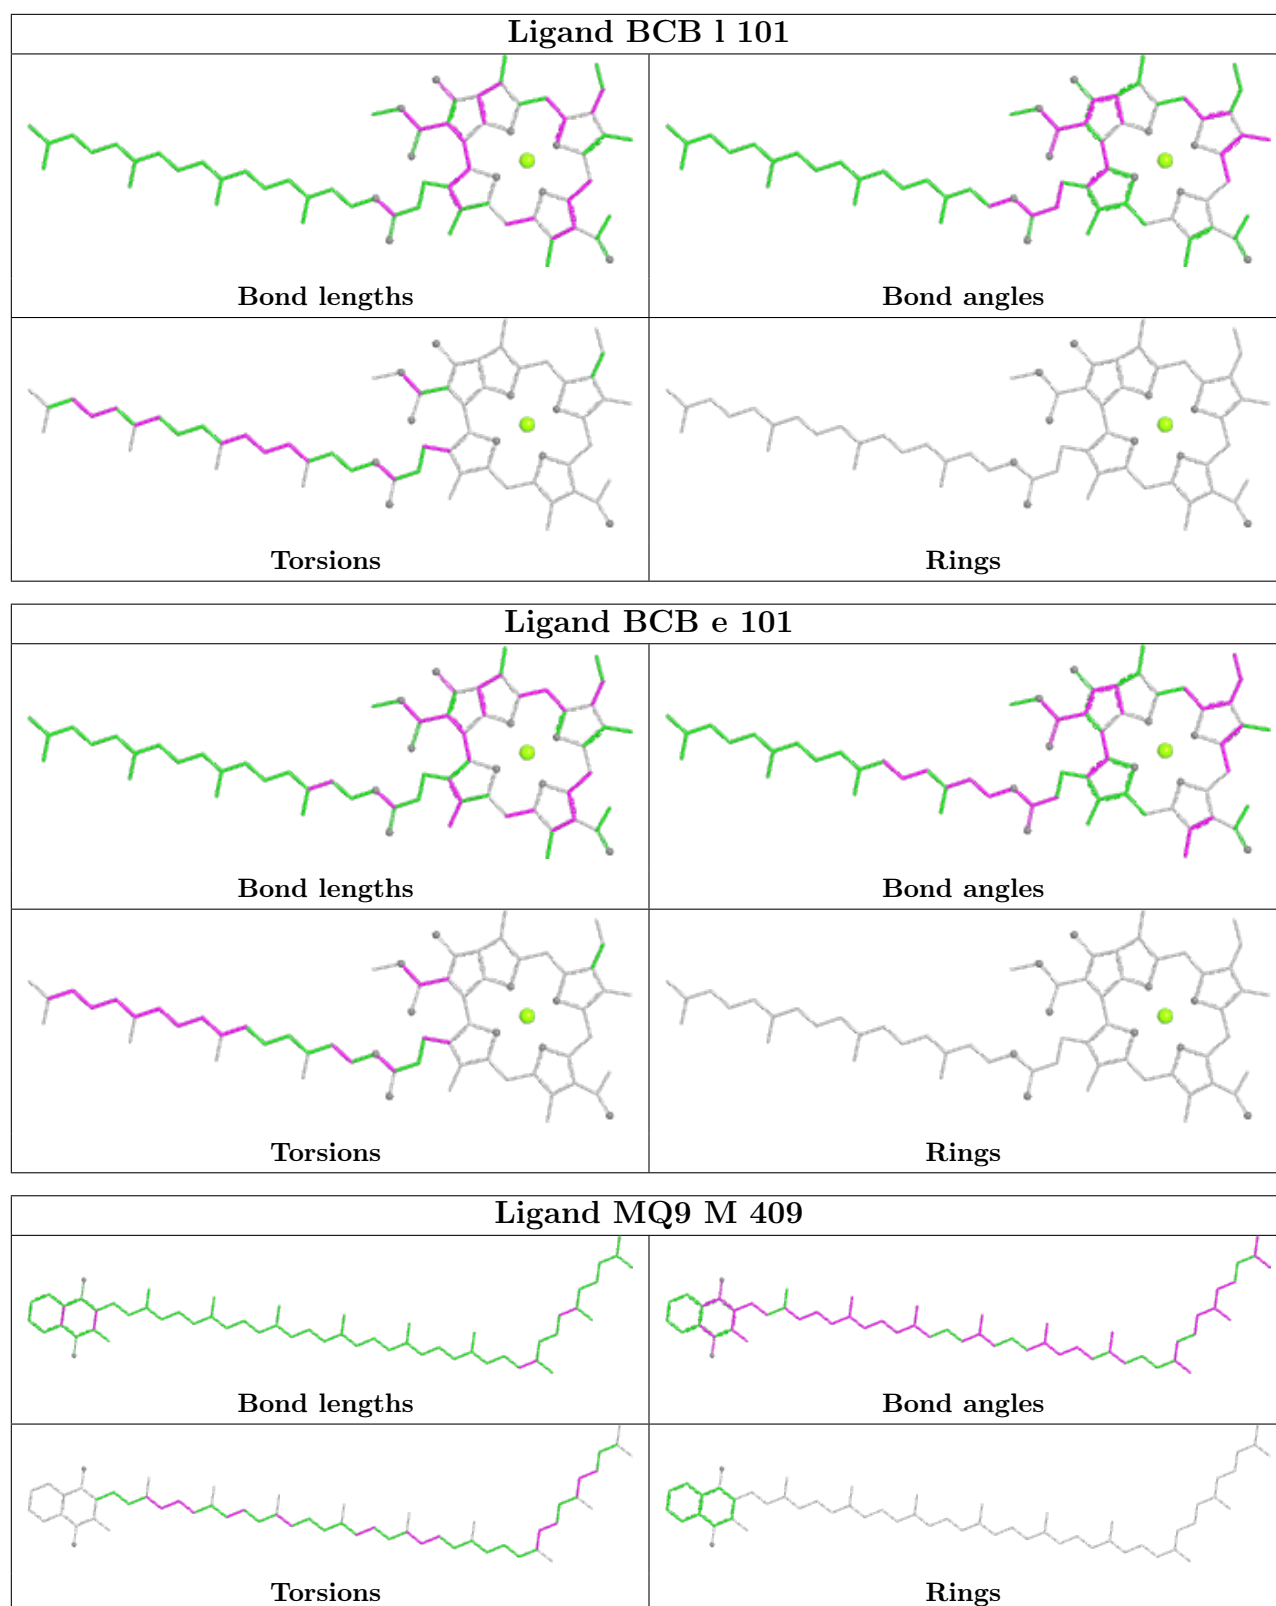 Ligand BCB l 101
Bond lengths
Bond angles
Torsions
Rings
Ligand BCB e 101
Bond lengths
Bond angles
Torsions
Rings
Ligand MQ9 M 409
Bond lengths
Bond angles
Torsions
Rings